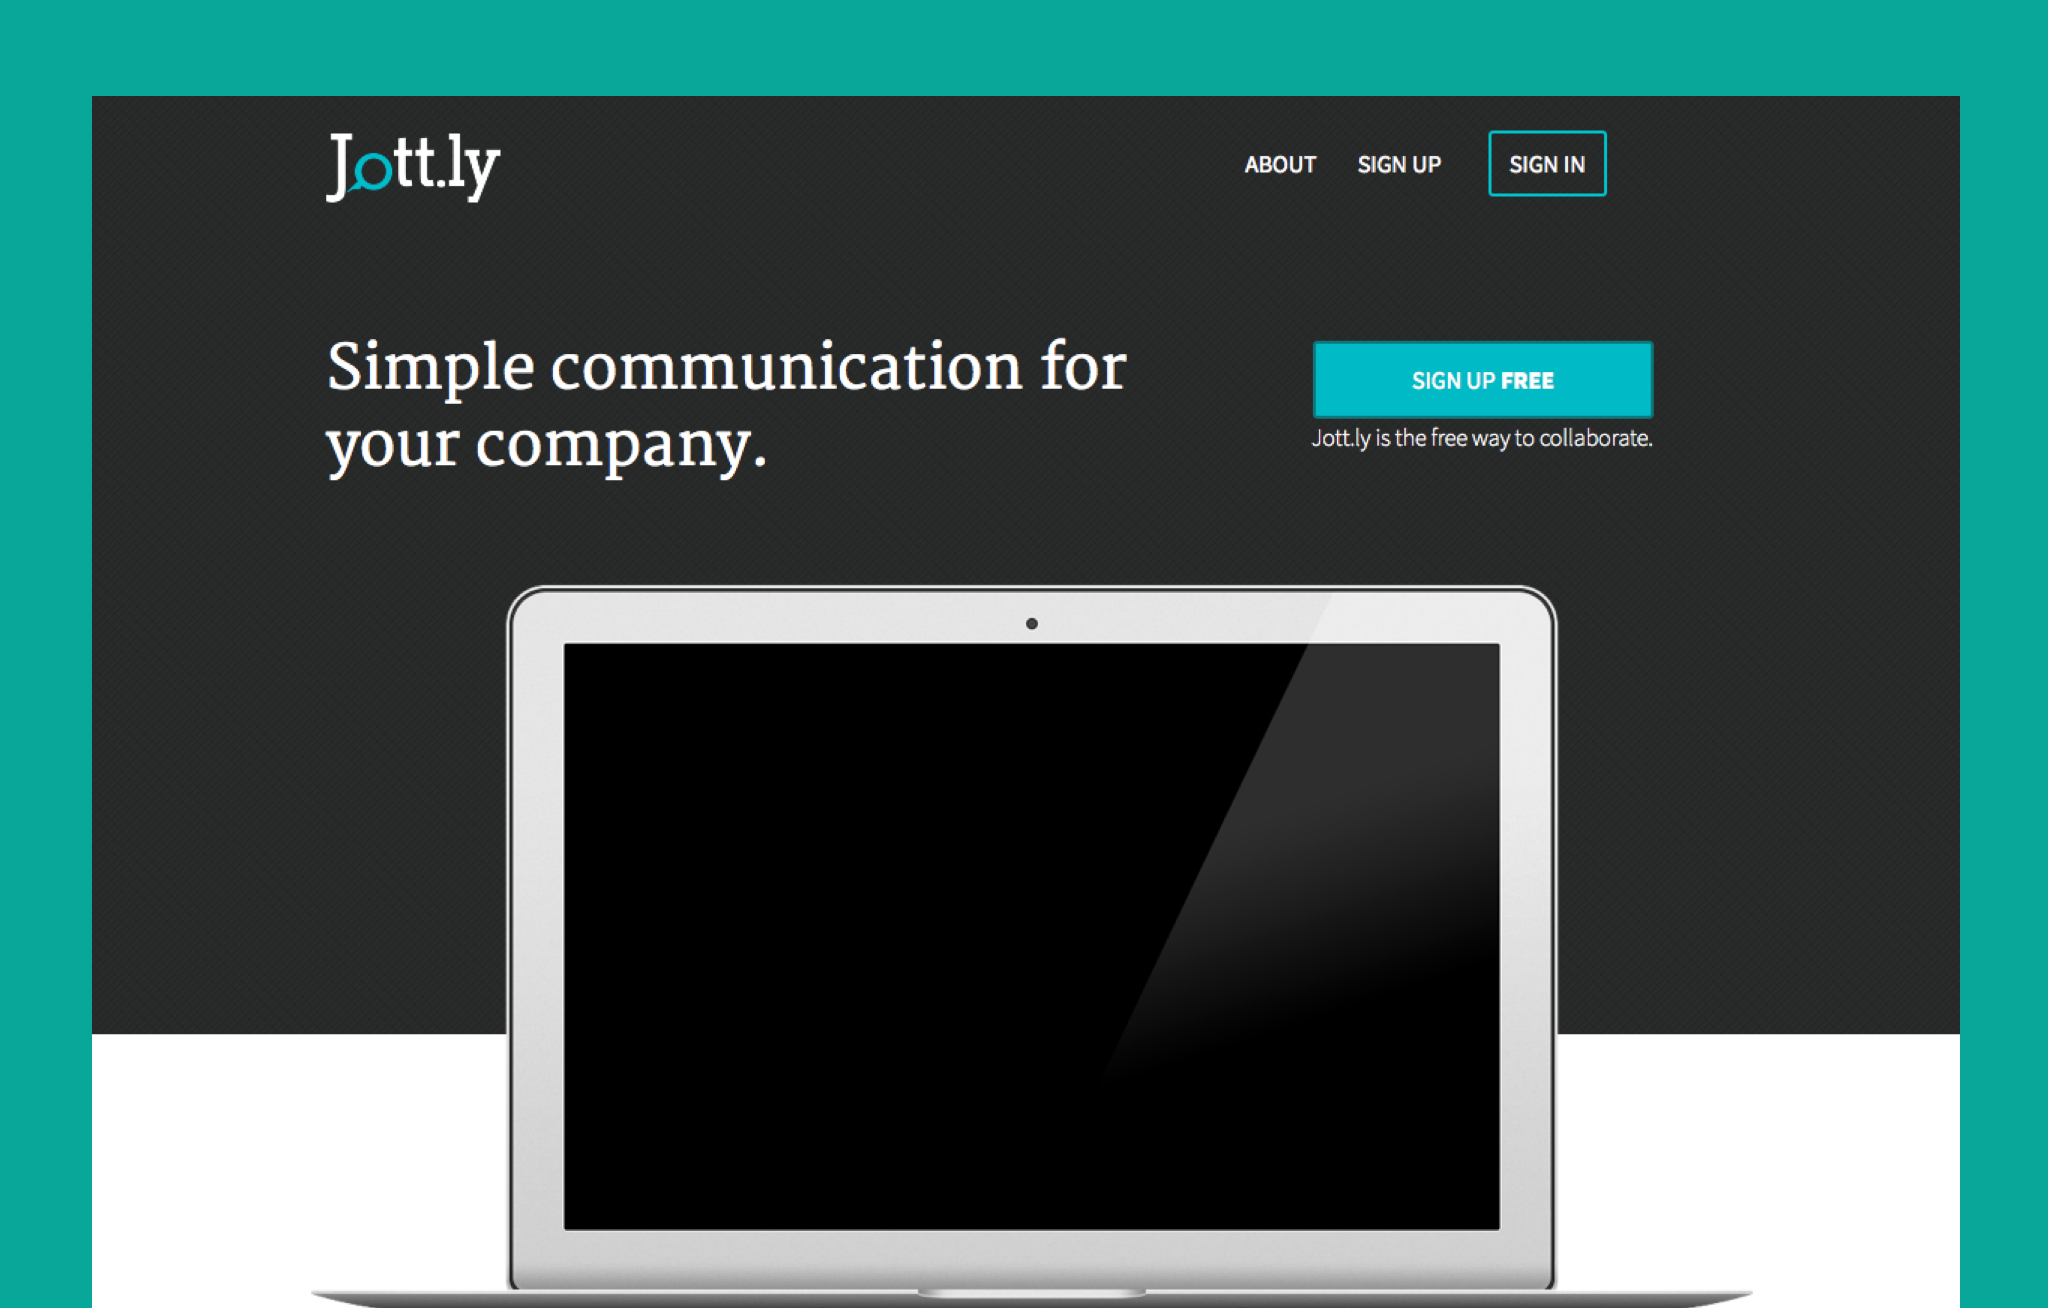 Jott.ly
ABOUT
SIGN UP
SIGN IN
Simple communication for
your company.
SIGN UP FREE
Jott.ly is the free way to collaborate.